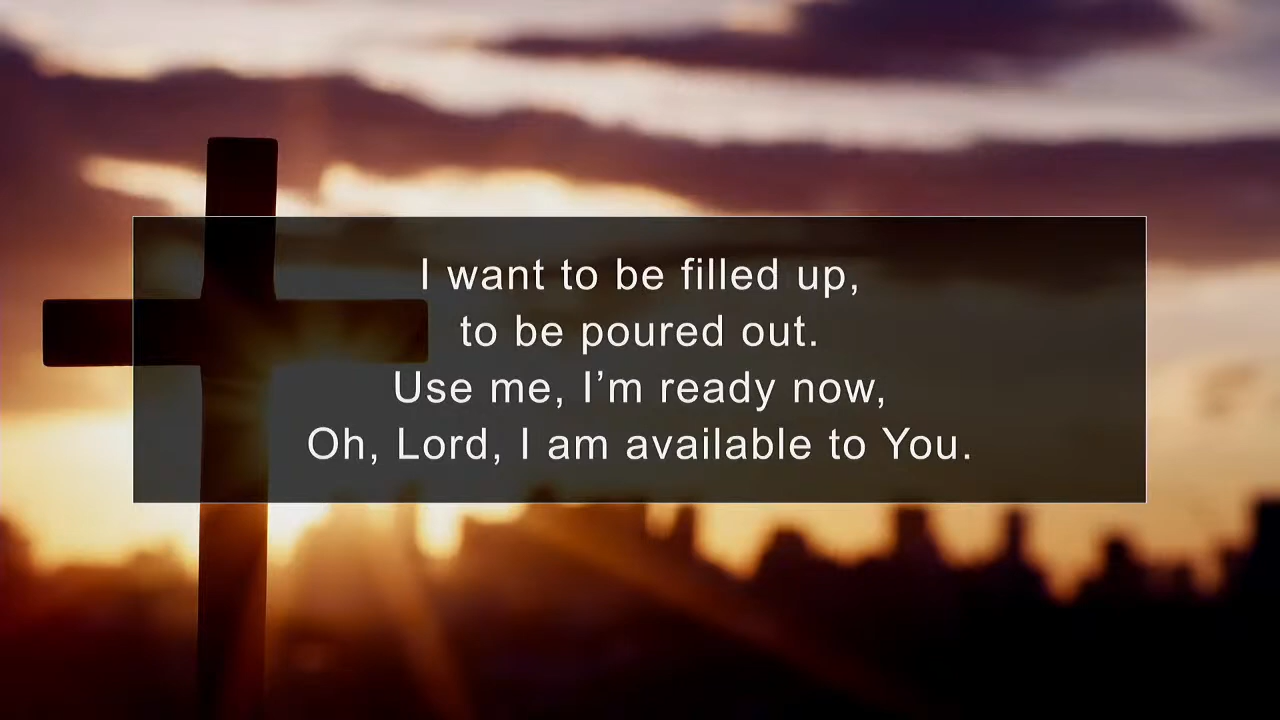 I want to be filled up,
to be poured out.
Use me, I’m ready now,
Oh, Lord, I am available to You.